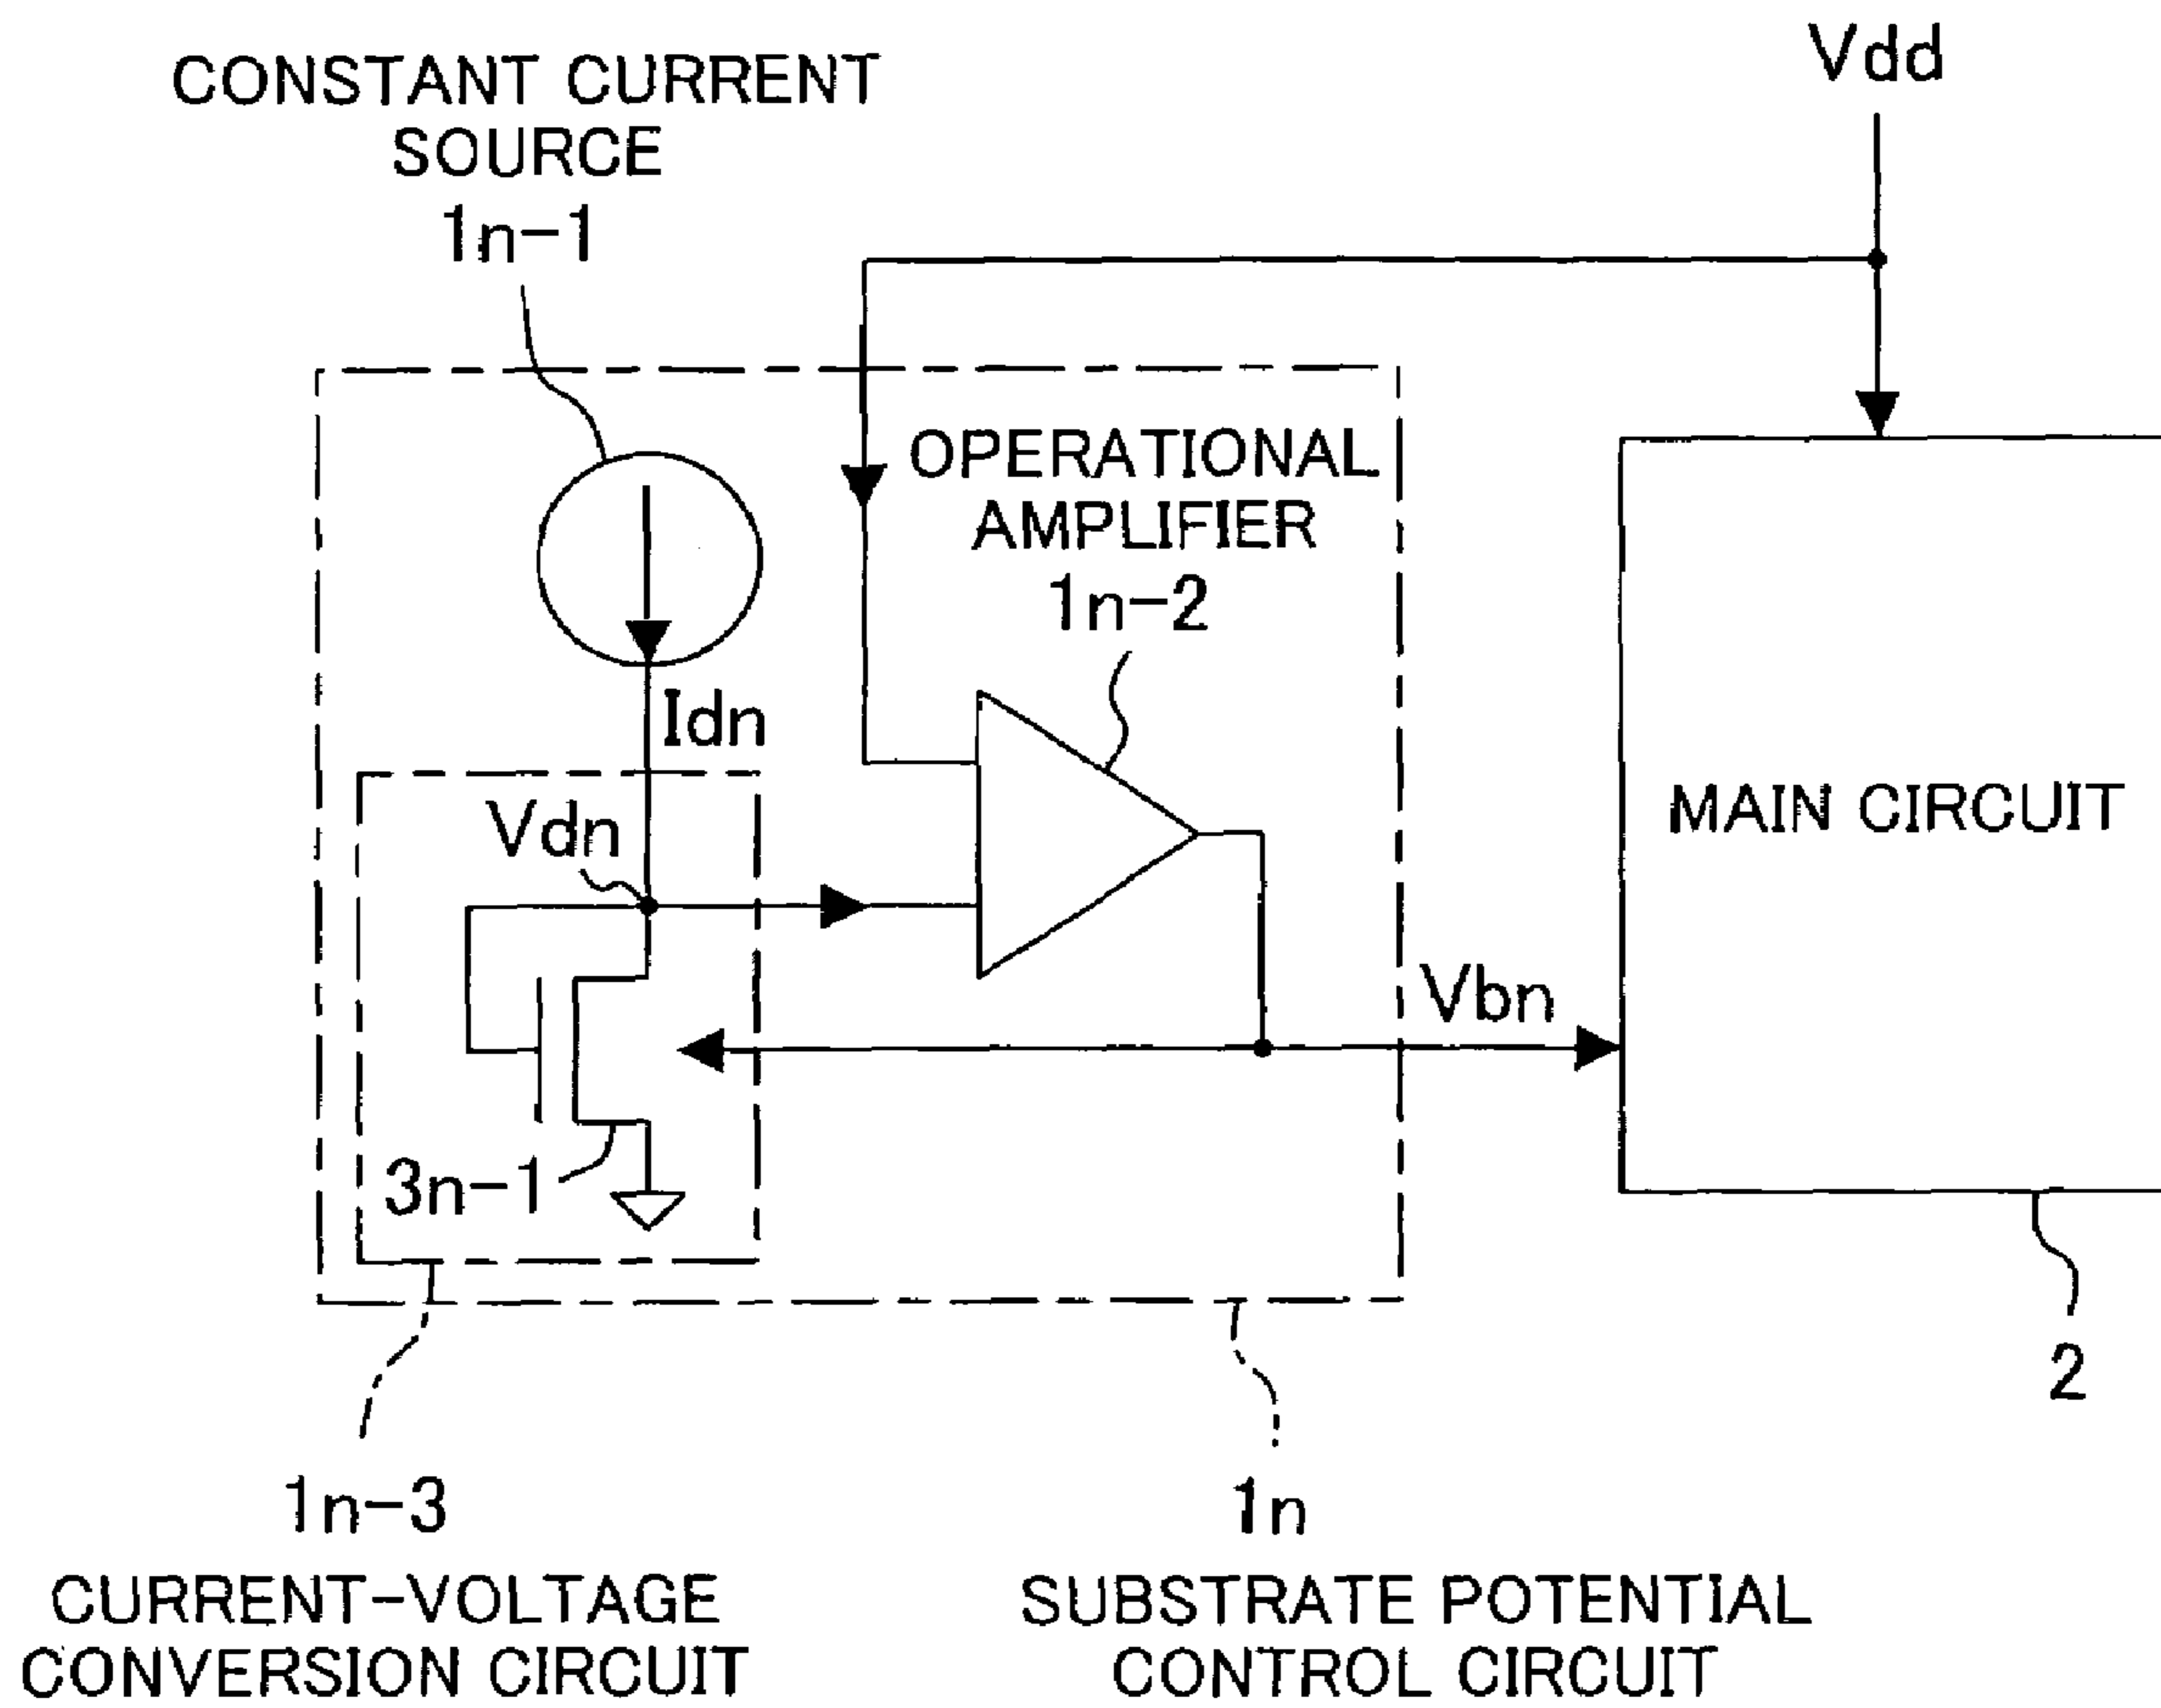 CONSTANT CURRENT
SOURCE
1n-1
Vdd
OPERATIONAL
AMPLIFIER
1n-2
Idn
Vdn
MAIN CIRCUIT
Vbn
3n-1
2
1n-3
CURRENT-VOLTAGE
CONVERSION CIRCUIT
1n
SUBSTRATE POTENTIAL
CONTROL CIRCUIT